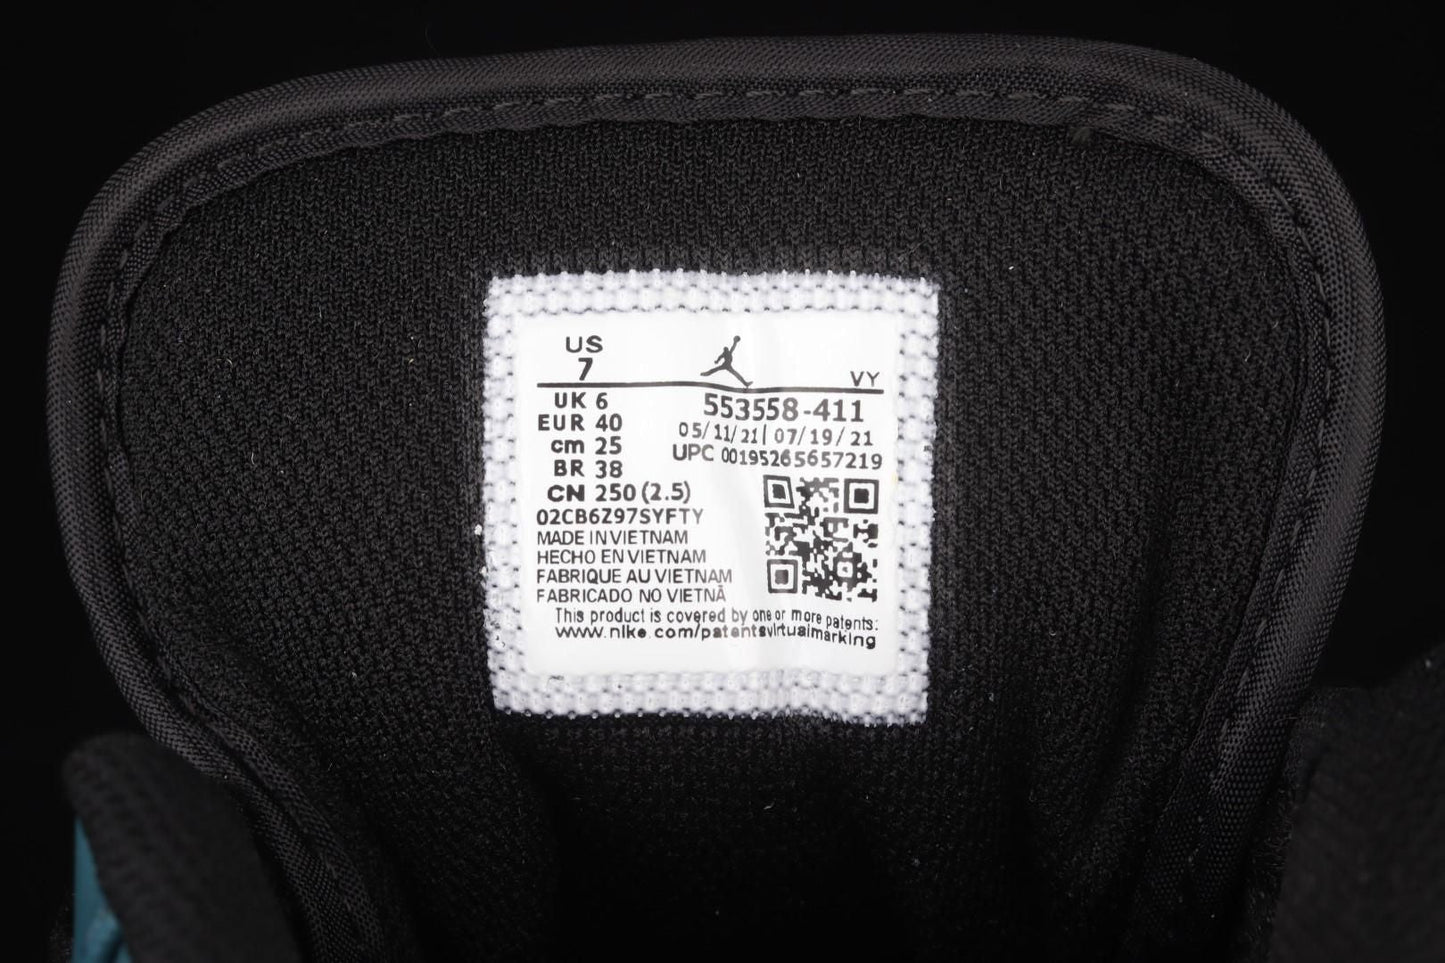 US
7
VY
UK 6
EUR 40
cm 25
BR 38
CN 250 (2.5)
553558-411
05/11/21| 07/19/21
UPC 00195265657219
02CB6Z97SYFTY
MADE IN VIETNAM
HECHO EN VIETNAM
FABRIQUE AU VIETNAM
FABRICADO NO VIETNÃ
This product is covered by one or more patents:
www.nike.com/patentsvirtualmarking